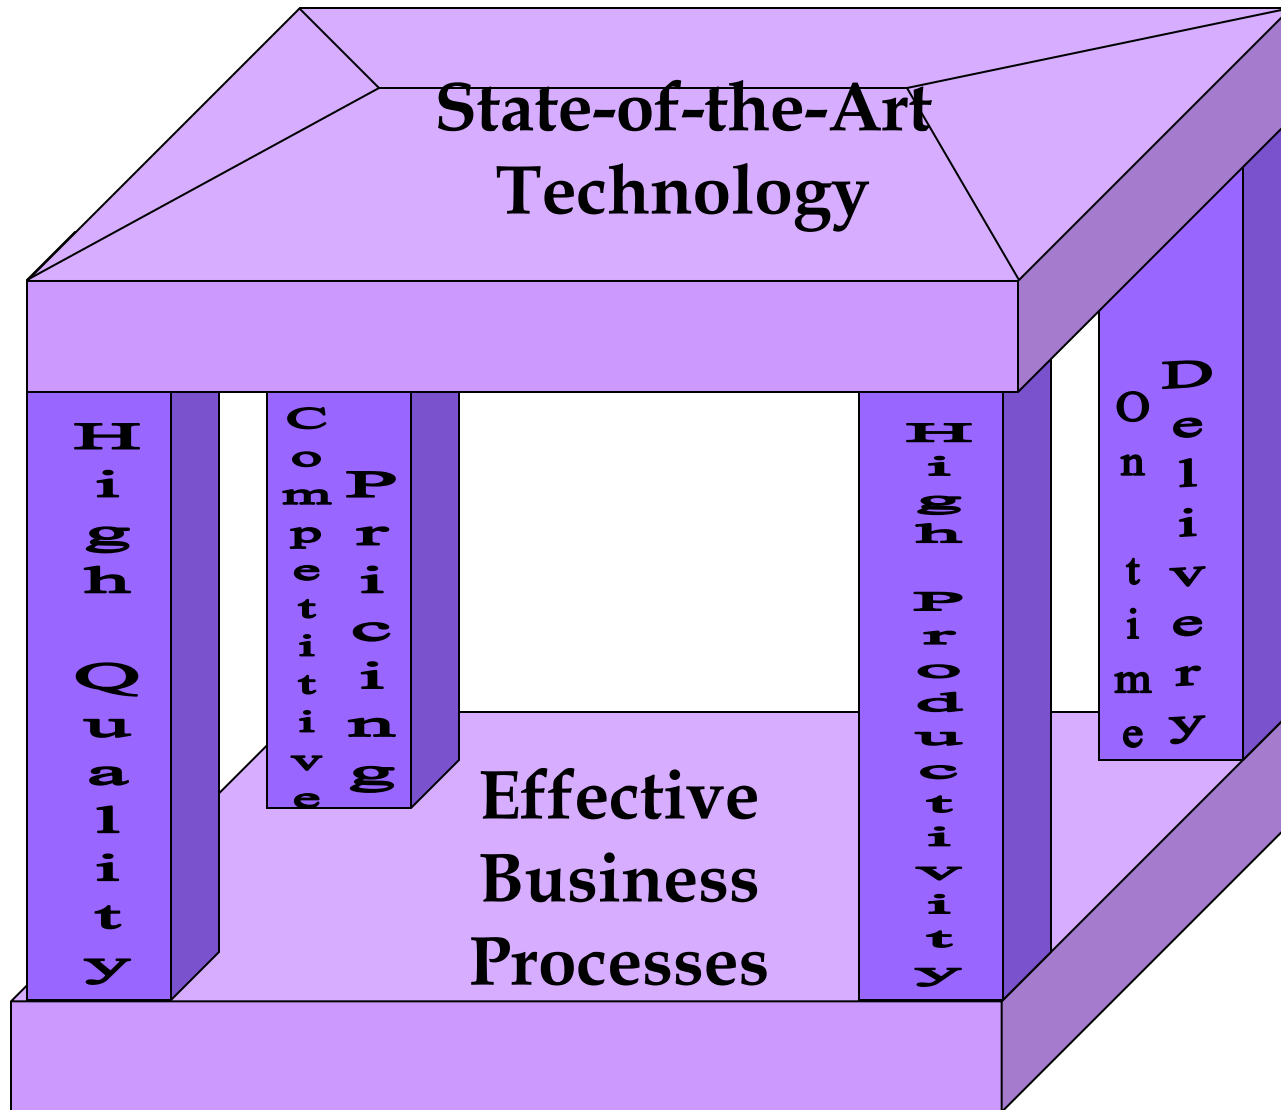 State-of-the-Art
Technology
High Quality
Competitive
Pricing
High Productivity
On time
Delivery
Effective
Business
Processes